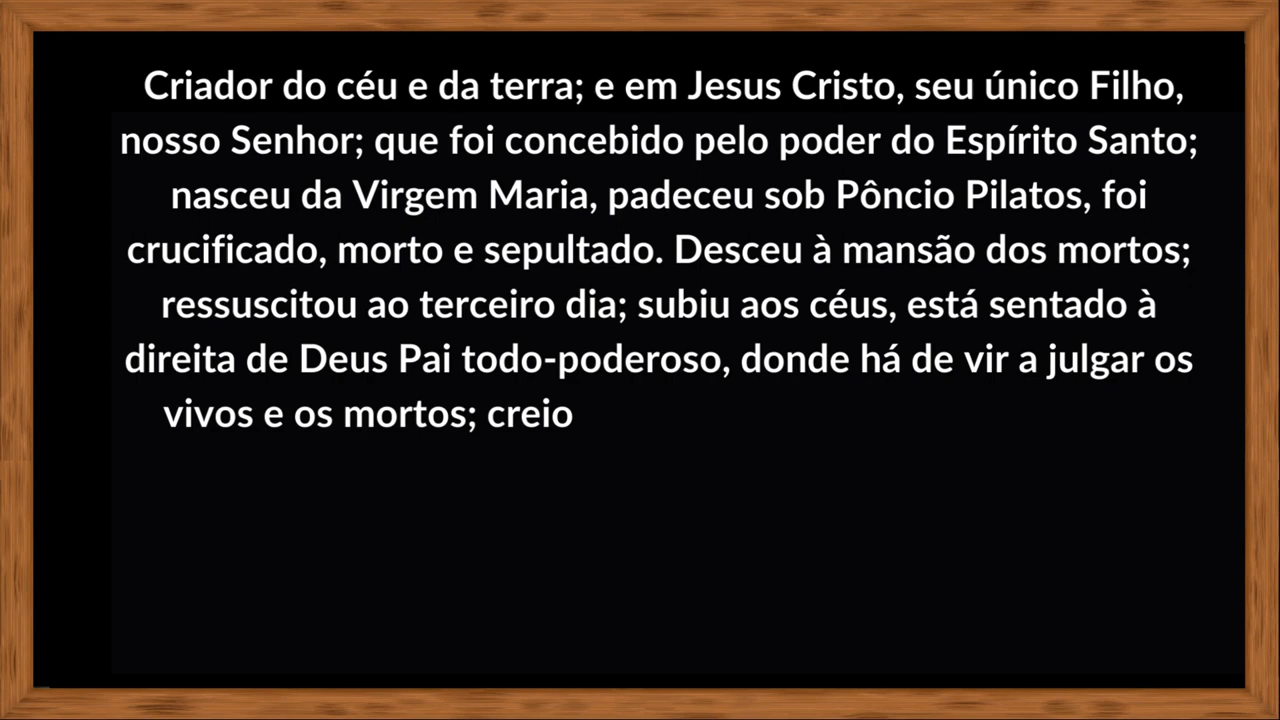 Criador do céu e da terra; e em Jesus Cristo, seu único Filho,
nosso Senhor; que foi concebido pelo poder do Espírito Santo;
nasceu da Virgem Maria, padeceu sob Pôncio Pilatos, foi
crucificado, morto e sepultado. Desceu à mansão dos mortos;
ressuscitou ao terceiro dia; subiu aos céus, está sentado à
direita de Deus Pai todo-poderoso, donde há de vir a julgar os
vivos e os mortos; creio